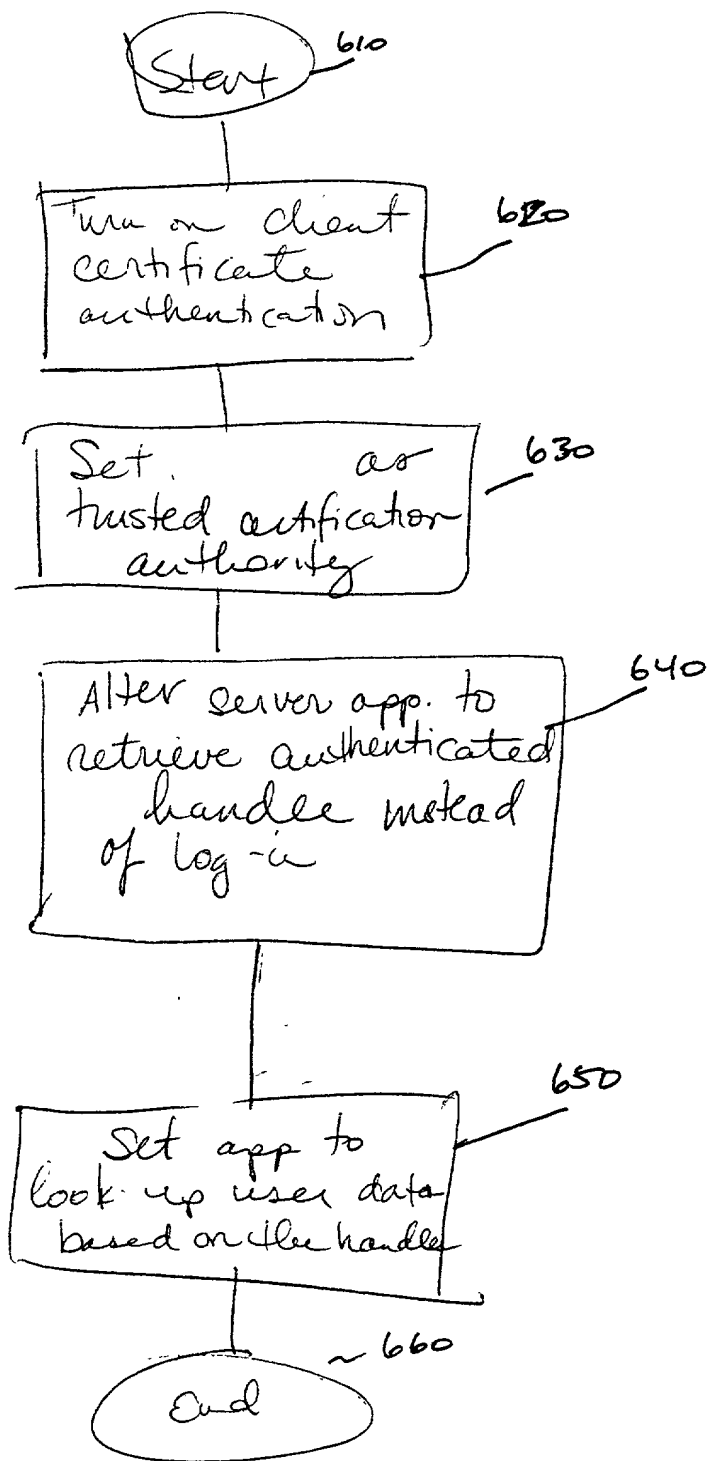 Start
610
Turn on client
certificate
authentication
620
Set. as
trusted certification
authority
630
Alter server app. to
retrieve authenticated
handle instead
of log-in
640
Set app to
look-up user data
based on the handle
650
~ 660
End